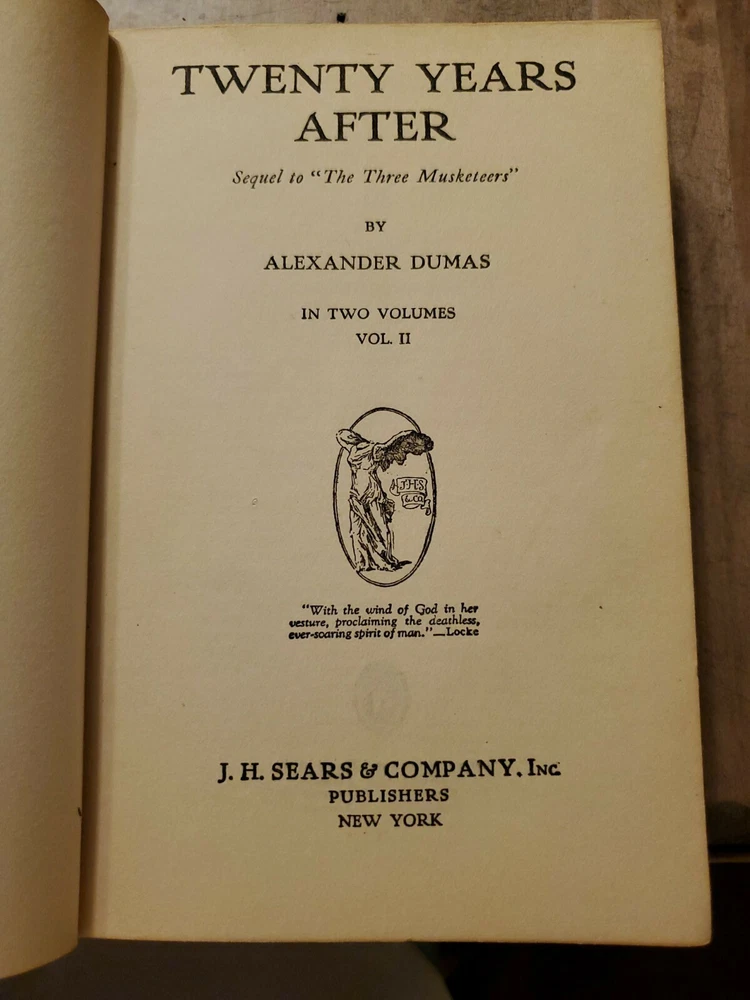 TWENTY YEARS
AFTER
Sequel to "The Three Musketeers"
BY
ALEXANDER DUMAS
IN TWO VOLUMES
VOL. II
J·H·S
& CO
"With the wind of God in her
vesture, proclaiming the deathless,
ever-soaring spirit of man."—Locke
J. H. SEARS & COMPANY, INC.
PUBLISHERS
NEW YORK